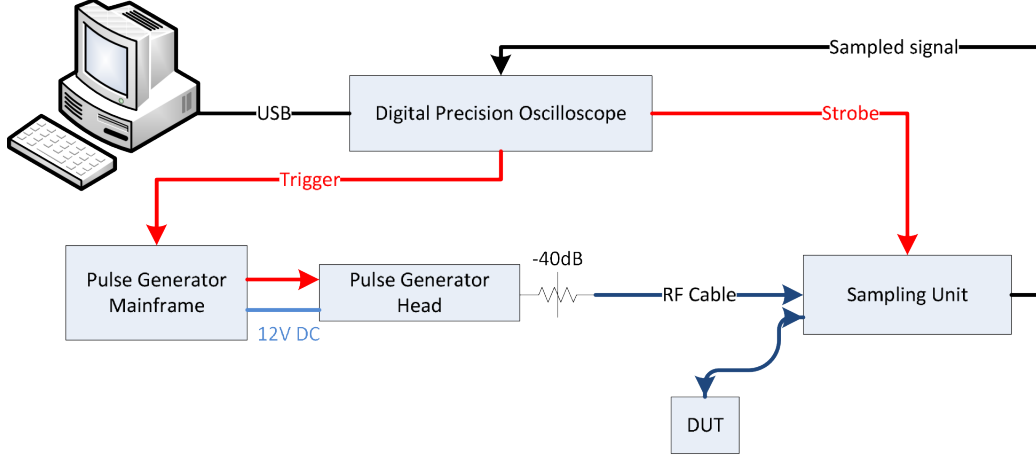 Sampled signal
USB
Digital Precision Oscilloscope
Strobe
Trigger
-40dB
Pulse Generator
Mainframe
Pulse Generator
Head
RF Cable
Sampling Unit
12V DC
DUT